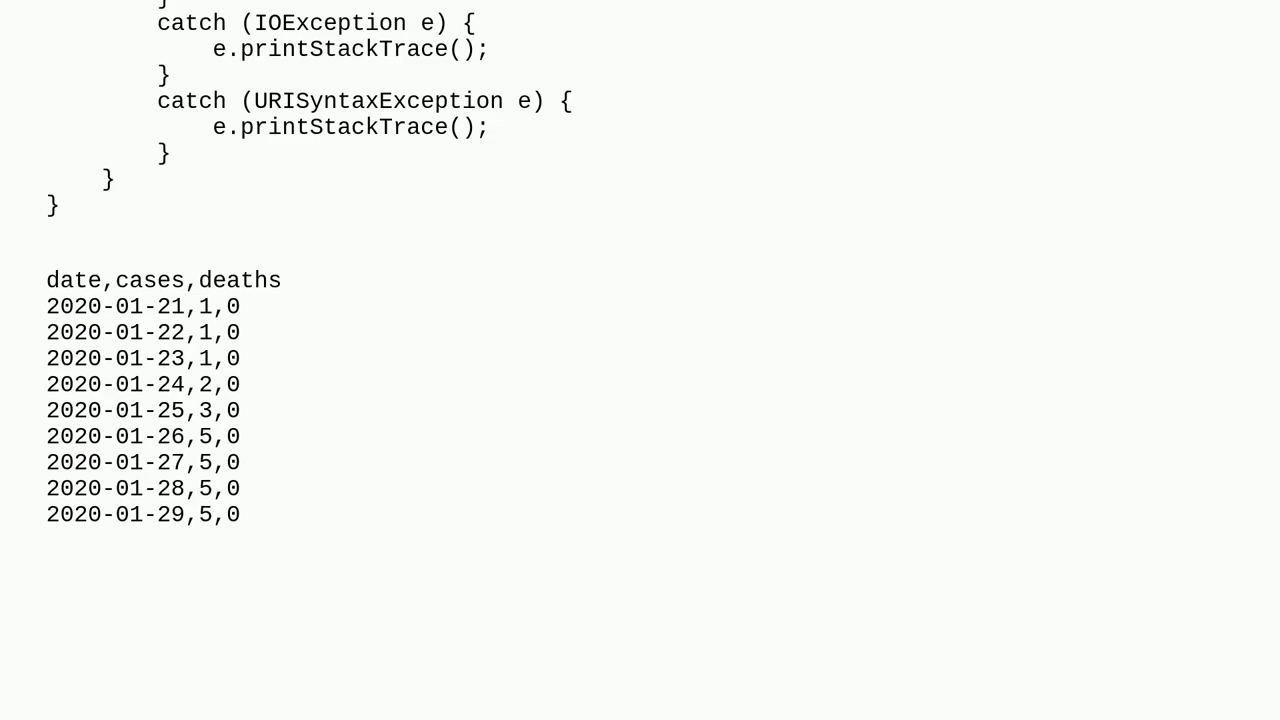 }
catch (IOException e) {
e.printStackTrace();
}
catch (URISyntaxException e) {
e.printStackTrace();
}
}
}
date,cases,deaths
2020-01-21,1,0
2020-01-22,1,0
2020-01-23,1,0
2020-01-24,2,0
2020-01-25,3,0
2020-01-26,5,0
2020-01-27,5,0
2020-01-28,5,0
2020-01-29,5,0